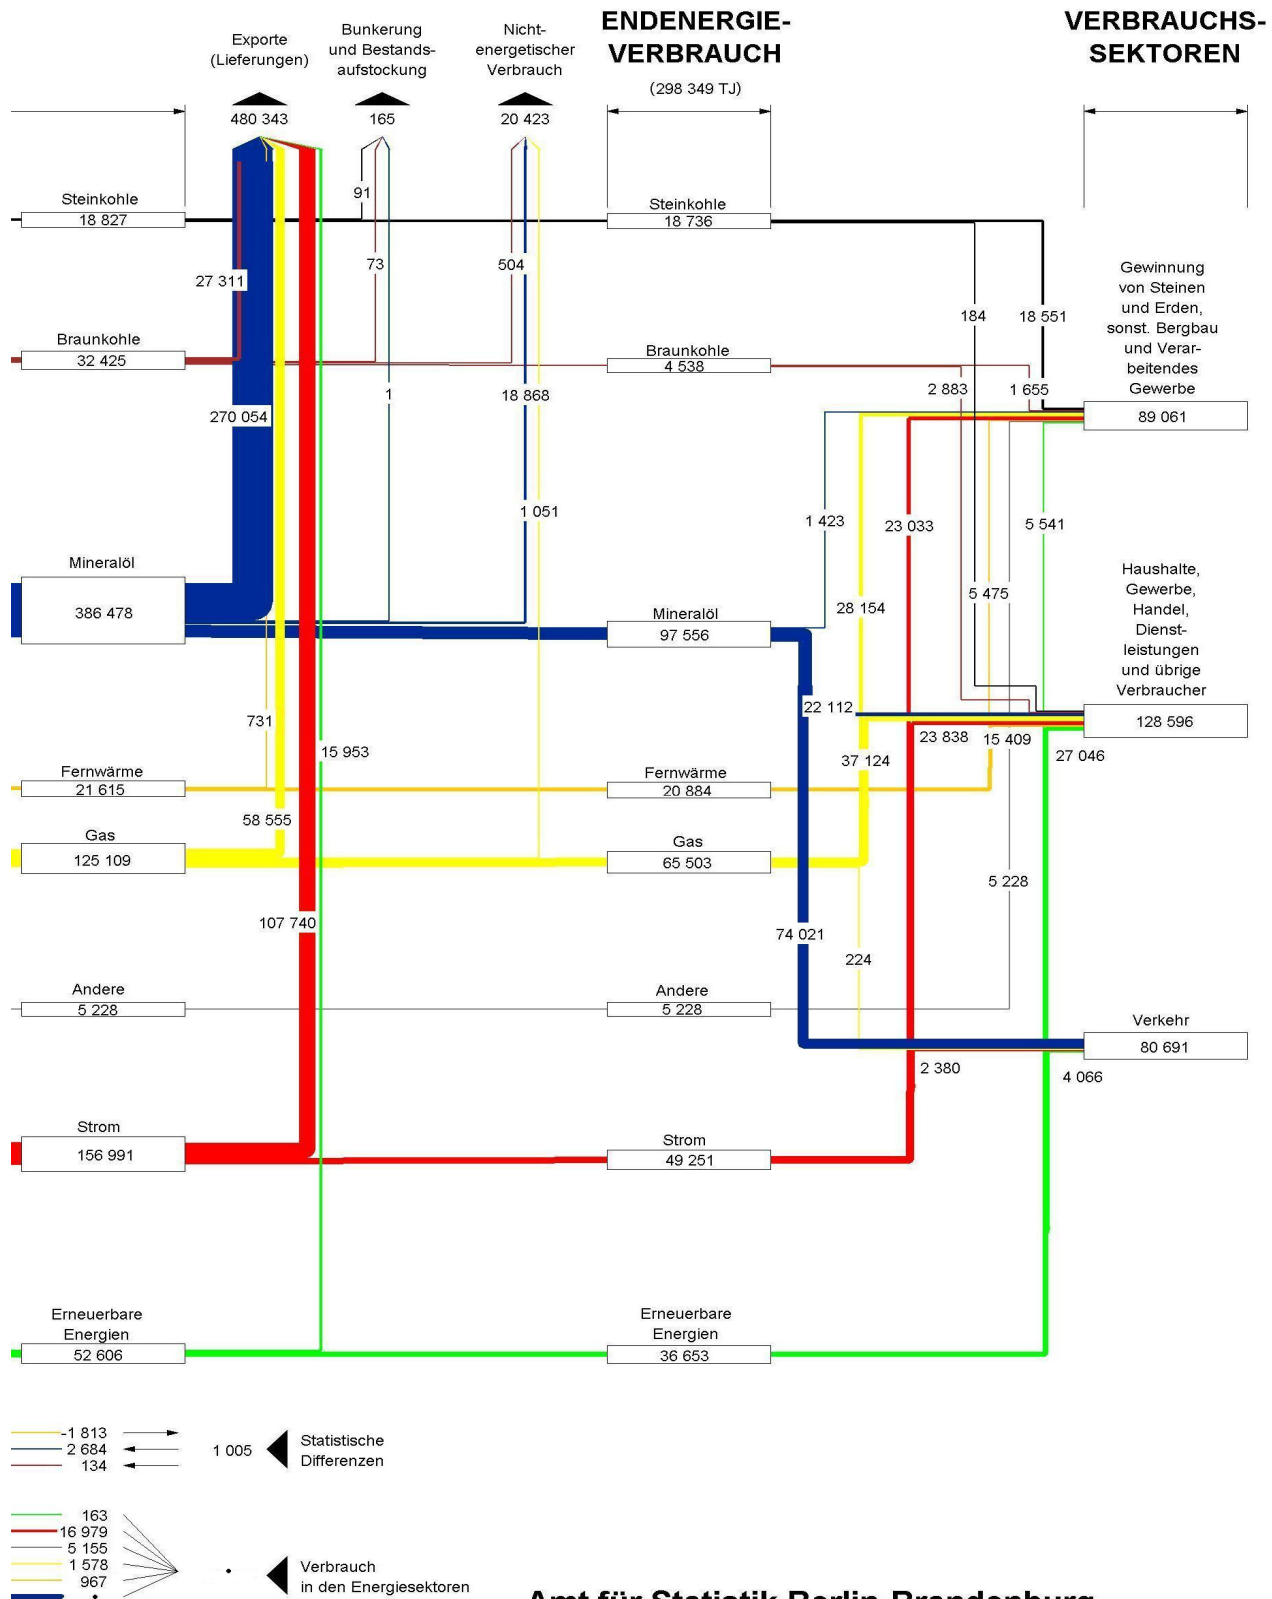 Exporte
(Lieferungen)
480 343
Bunkerung
und Bestands-
aufstockung
165
Nicht-
energetischer
Verbrauch
20 423
ENDENERGIE-
VERBRAUCH
(298 349 TJ)
VERBRAUCHS-
SEKTOREN
Steinkohle
18 827
91
Steinkohle
18 736
27 311
73
504
184
18 551
Gewinnung
von Steinen
und Erden,
sonst. Bergbau
und Verar-
beitendes
Gewerbe
89 061
Braunkohle
32 425
Braunkohle
4 538
270 054
1
18 868
2 883
1 655
1 051
1 423
23 033
5 541
Mineralöl
386 478
Mineralöl
97 556
28 154
5 475
Haushalte,
Gewerbe,
Handel,
Dienst-
leistungen
und übrige
Verbraucher
128 596
731
15 953
22 112
23 838
15 409
27 046
37 124
Fernwärme
21 615
Fernwärme
20 884
58 555
Gas
125 109
Gas
65 503
107 740
74 021
224
5 228
Andere
5 228
Andere
5 228
Verkehr
80 691
2 380
4 066
Strom
156 991
Strom
49 251
Erneuerbare
Energien
52 606
Erneuerbare
Energien
36 653
-1 813
2 684
134
1 005
Statistische
Differenzen
163
16 979
5 155
1 578
967
•
•
Verbrauch
in den Energiesektoren
Amt für Statistik Berlin-Brandenburg